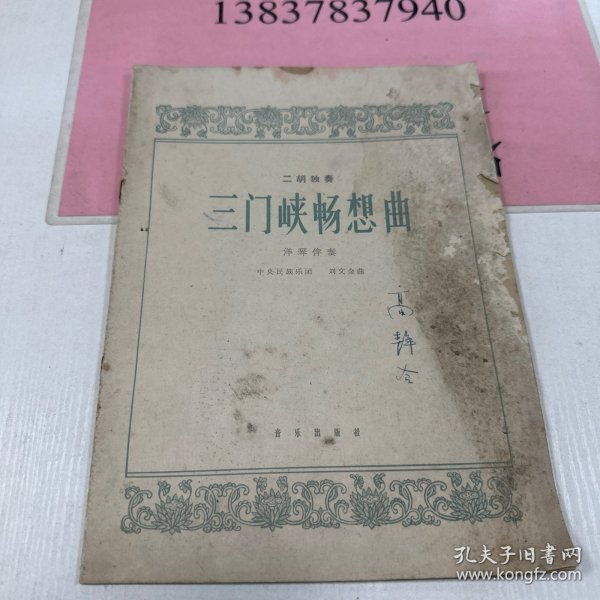 13837837940
二胡独奏
三门峡畅想曲
洋琴伴奏
中央民族乐团 刘文金曲
高
音乐出版社
孔夫子旧书网
www.kongfz.com